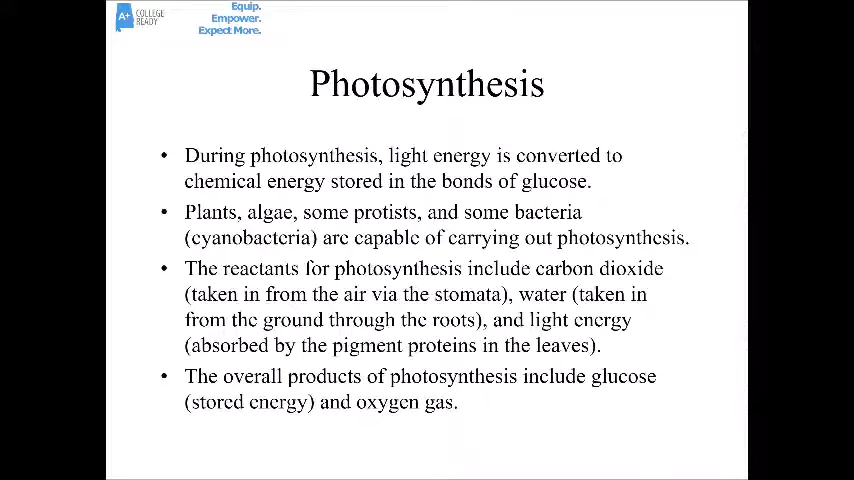 A+ COLLEGE READY
Equip.
Empower.
Expect More.
Photosynthesis
• During photosynthesis, light energy is converted to
chemical energy stored in the bonds of glucose.
• Plants, algae, some protists, and some bacteria
(cyanobacteria) are capable of carrying out photosynthesis.
• The reactants for photosynthesis include carbon dioxide
(taken in from the air via the stomata), water (taken in
from the ground through the roots), and light energy
(absorbed by the pigment proteins in the leaves).
• The overall products of photosynthesis include glucose
(stored energy) and oxygen gas.